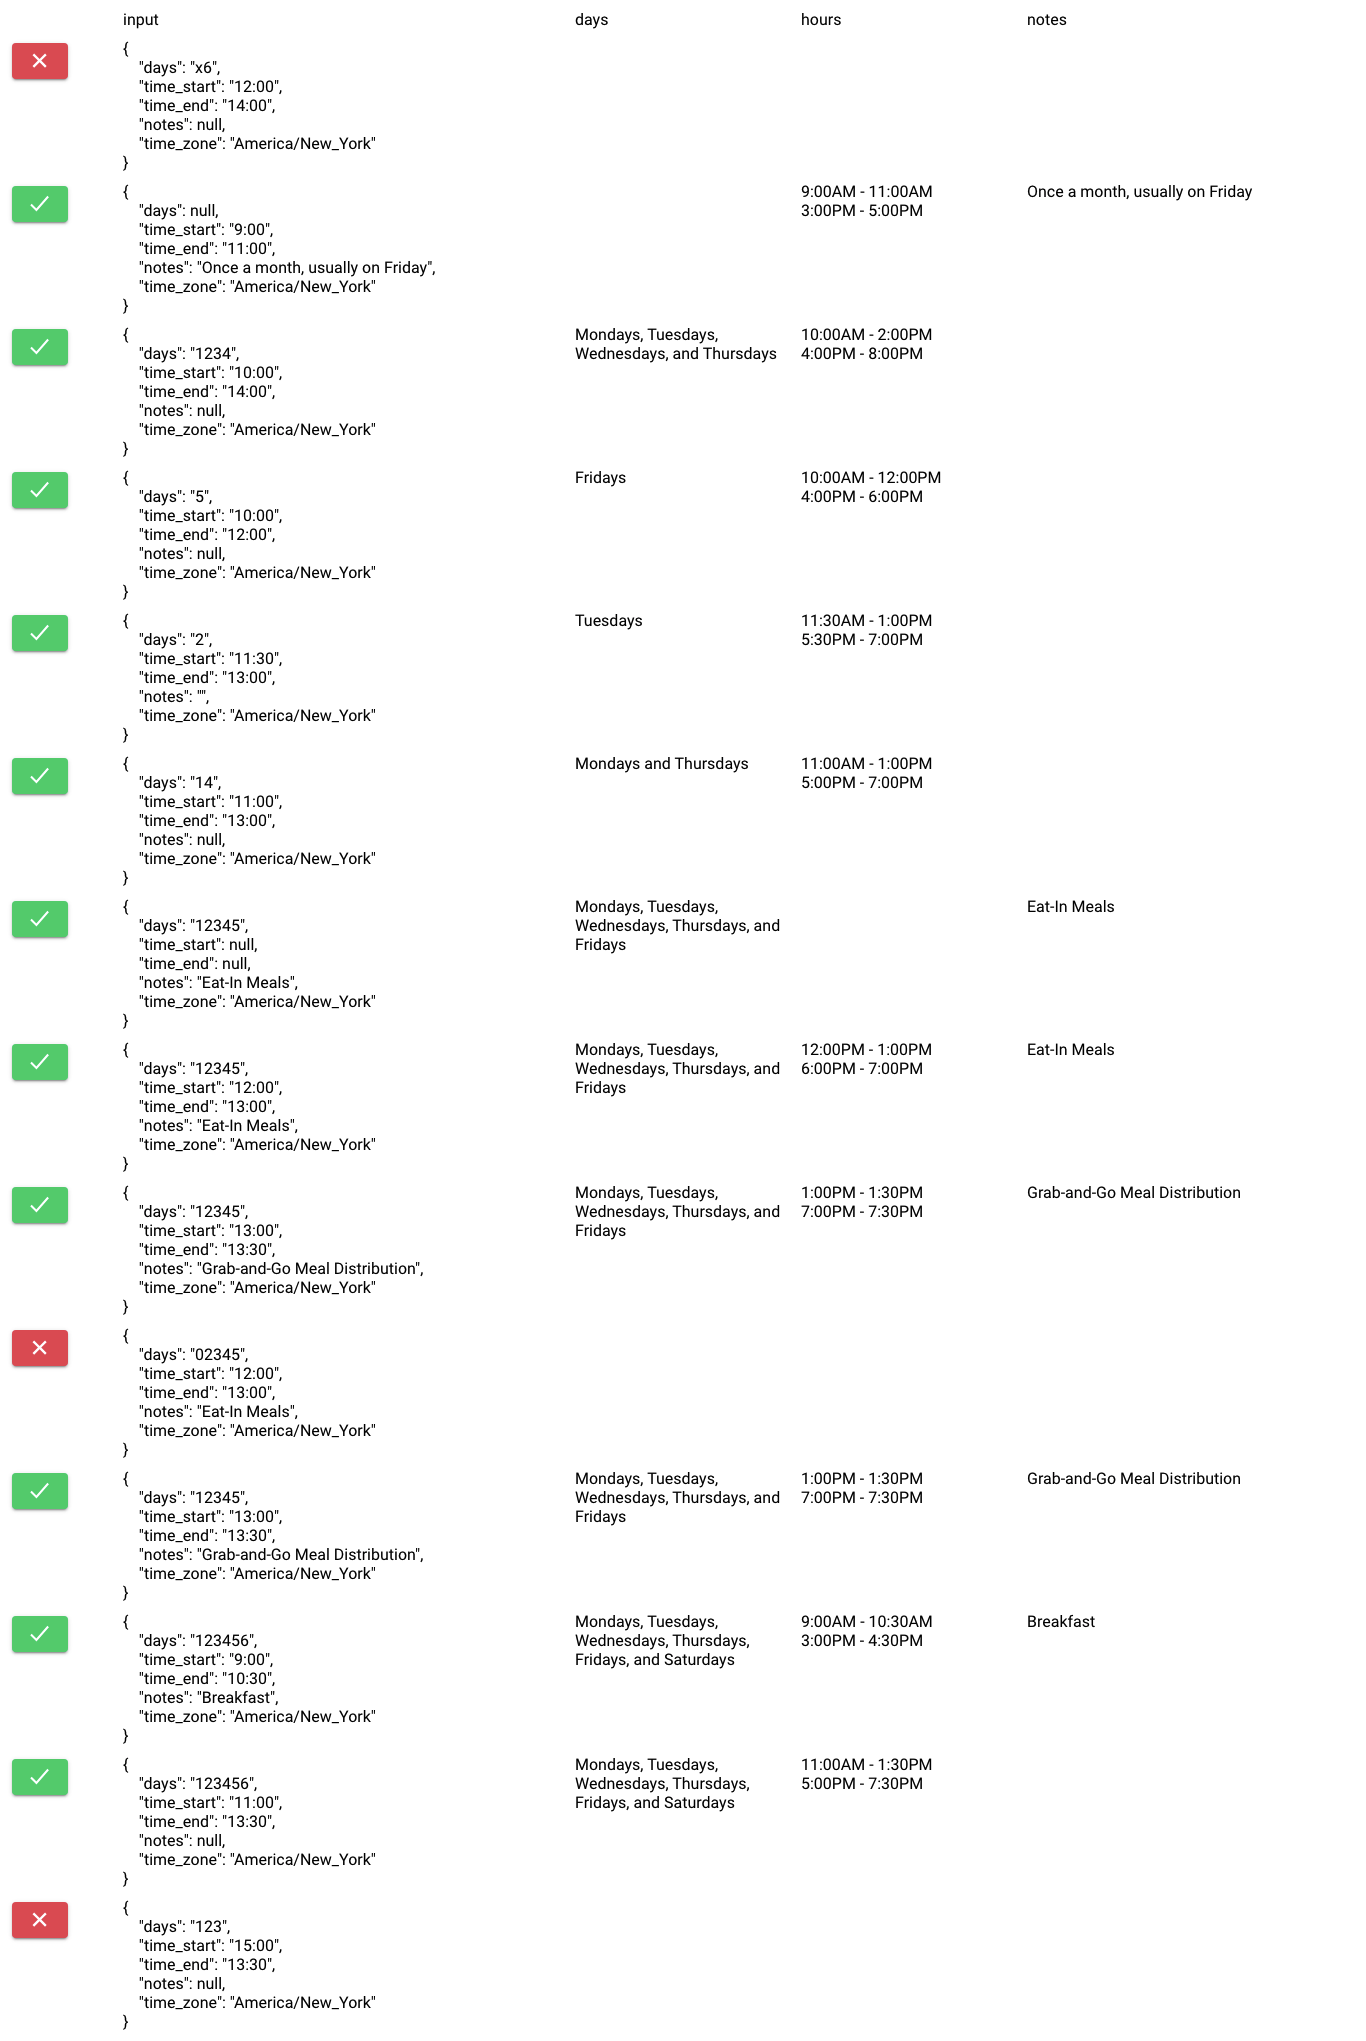 input days hours notes
{
"days": "x6",
"time_start": "12:00",
"time_end": "14:00",
"notes": null,
"time_zone": "America/New_York"
}
{ 9:00AM - 11:00AM Once a month, usually on Friday
"days": null, 3:00PM - 5:00PM
"time_start": "9:00",
"time_end": "11:00",
"notes": "Once a month, usually on Friday",
"time_zone": "America/New_York"
}
{ Mondays, Tuesdays, 10:00AM - 2:00PM
"days": "1234", Wednesdays, and Thursdays 4:00PM - 8:00PM
"time_start": "10:00",
"time_end": "14:00",
"notes": null,
"time_zone": "America/New_York"
}
{ Fridays 10:00AM - 12:00PM
"days": "5", 4:00PM - 6:00PM
"time_start": "10:00",
"time_end": "12:00",
"notes": null,
"time_zone": "America/New_York"
}
{ Tuesdays 11:30AM - 1:00PM
"days": "2", 5:30PM - 7:00PM
"time_start": "11:30",
"time_end": "13:00",
"notes": "",
"time_zone": "America/New_York"
}
{ Mondays and Thursdays 11:00AM - 1:00PM
"days": "14", 5:00PM - 7:00PM
"time_start": "11:00",
"time_end": "13:00",
"notes": null,
"time_zone": "America/New_York"
}
{ Mondays, Tuesdays, Eat-In Meals
"days": "12345", Wednesdays, Thursdays, and
"time_start": null, Fridays
"time_end": null,
"notes": "Eat-In Meals",
"time_zone": "America/New_York"
}
{ Mondays, Tuesdays, 12:00PM - 1:00PM Eat-In Meals
"days": "12345", Wednesdays, Thursdays, and 6:00PM - 7:00PM
"time_start": "12:00", Fridays
"time_end": "13:00",
"notes": "Eat-In Meals",
"time_zone": "America/New_York"
}
{ Mondays, Tuesdays, 1:00PM - 1:30PM Grab-and-Go Meal Distribution
"days": "12345", Wednesdays, Thursdays, and 7:00PM - 7:30PM
"time_start": "13:00", Fridays
"time_end": "13:30",
"notes": "Grab-and-Go Meal Distribution",
"time_zone": "America/New_York"
}
{
"days": "02345",
"time_start": "12:00",
"time_end": "13:00",
"notes": "Eat-In Meals",
"time_zone": "America/New_York"
}
{ Mondays, Tuesdays, 1:00PM - 1:30PM Grab-and-Go Meal Distribution
"days": "12345", Wednesdays, Thursdays, and 7:00PM - 7:30PM
"time_start": "13:00", Fridays
"time_end": "13:30",
"notes": "Grab-and-Go Meal Distribution",
"time_zone": "America/New_York"
}
{ Mondays, Tuesdays, 9:00AM - 10:30AM Breakfast
"days": "123456", Wednesdays, Thursdays, 3:00PM - 4:30PM
"time_start": "9:00", Fridays, and Saturdays
"time_end": "10:30",
"notes": "Breakfast",
"time_zone": "America/New_York"
}
{ Mondays, Tuesdays, 11:00AM - 1:30PM
"days": "123456", Wednesdays, Thursdays, 5:00PM - 7:30PM
"time_start": "11:00", Fridays, and Saturdays
"time_end": "13:30",
"notes": null,
"time_zone": "America/New_York"
}
{
"days": "123",
"time_start": "15:00",
"time_end": "13:30",
"notes": null,
"time_zone": "America/New_York"
}